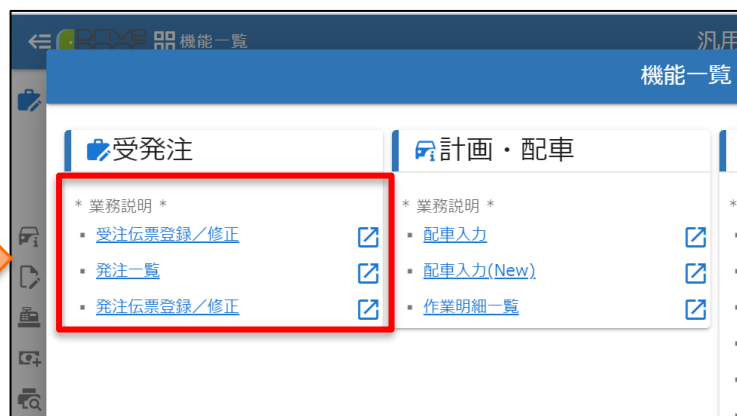 機能一覧
汎用
機能一覧
受発注
* 業務説明 *
▪ 受注伝票登録／修正
▪ 発注一覧
▪ 発注伝票登録／修正
計画・配車
* 業務説明 *
▪ 配車入力
▪ 配車入力(New)
▪ 作業明細一覧
*